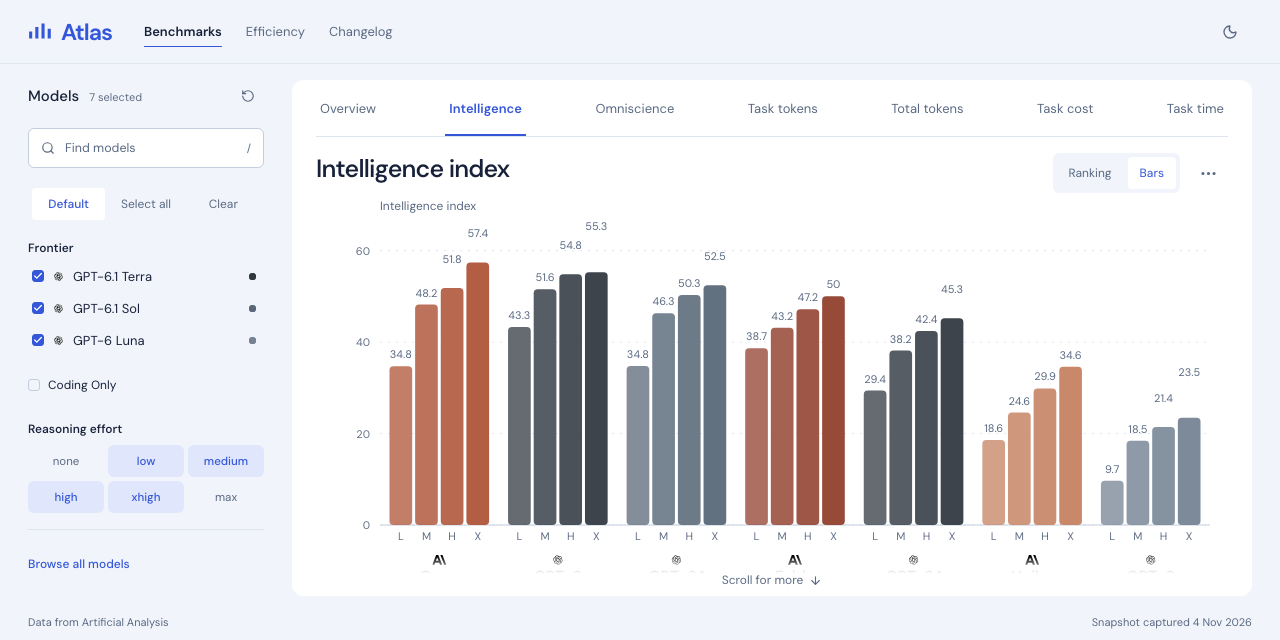 Atlas
Benchmarks
Efficiency
Changelog
Models
7 selected
Find models
/
Default
Select all
Clear
Frontier
GPT-6.1 Terra
GPT-6.1 Sol
GPT-6 Luna
Coding Only
Reasoning effort
none
low
medium
high
xhigh
max
Browse all models
Overview
Intelligence
Omniscience
Task tokens
Total tokens
Task cost
Task time
Intelligence index
Ranking
Bars
Intelligence index
60
40
20
0
34.8
48.2
51.8
57.4
43.3
51.6
54.8
55.3
34.8
46.3
50.3
52.5
38.7
43.2
47.2
50
29.4
38.2
42.4
45.3
18.6
24.6
29.9
34.6
9.7
18.5
21.4
23.5
L M H X
L M H X
L M H X
L M H X
L M H X
L M H X
L M H X
Scroll for more
Data from Artificial Analysis
Snapshot captured 4 Nov 2026